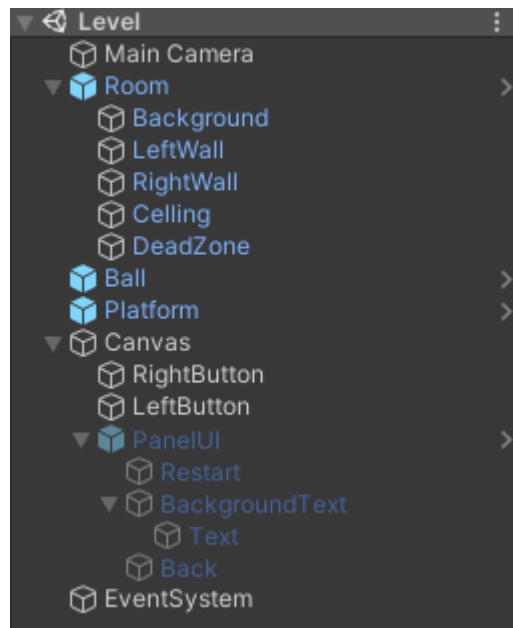 Level
Main Camera
Room
Background
LeftWall
RightWall
Celling
DeadZone
Ball
Platform
Canvas
RightButton
LeftButton
PanelUI
Restart
BackgroundText
Text
Back
EventSystem